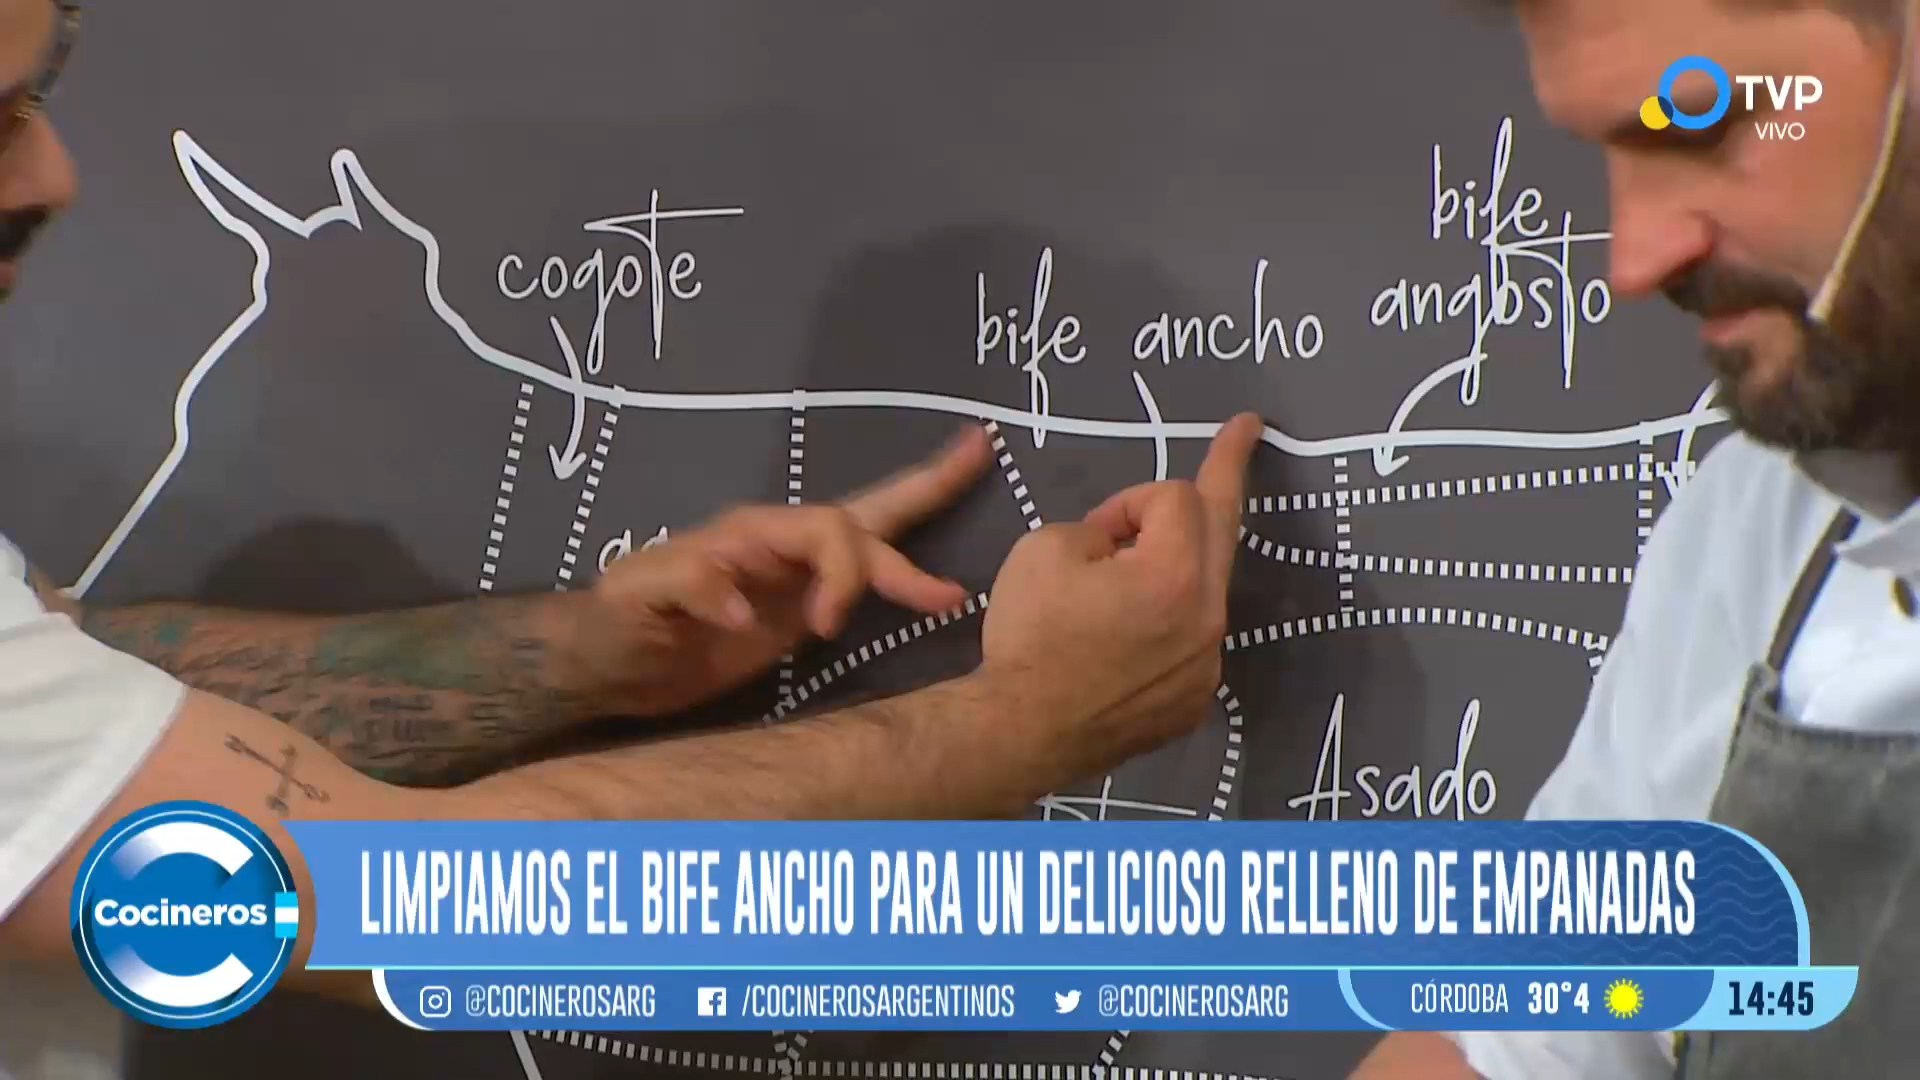 TVP
VIVO
cogote
bife ancho
bife
angosto
Asado
Cocineros
LIMPIAMOS EL BIFE ANCHO PARA UN DELICIOSO RELLENO DE EMPANADAS
@COCINEROSARG
/COCINEROSARGENTINOS
@COCINEROSARG
CÓRDOBA 30°4
14:45